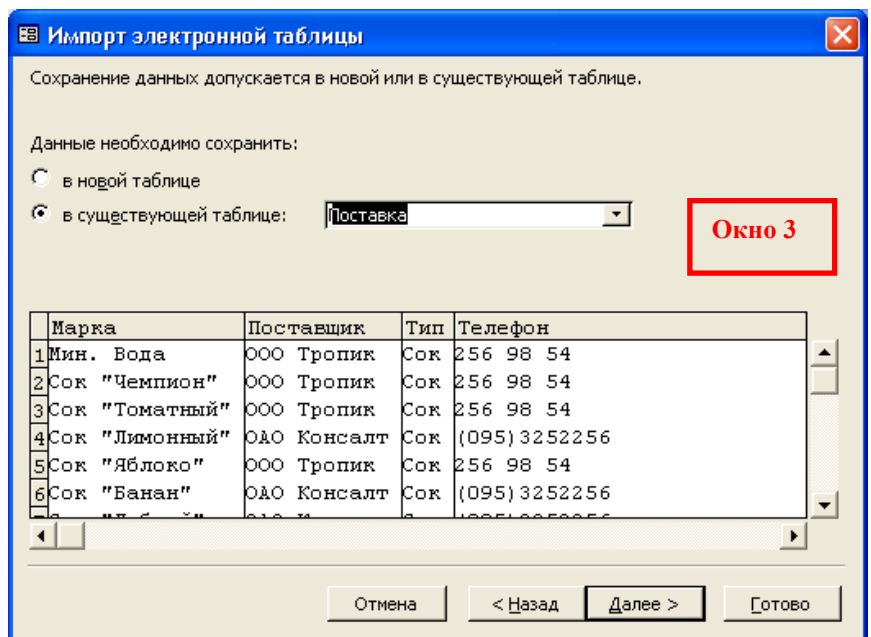 Импорт электронной таблицы
Сохранение данных допускается в новой или в существующей таблице.
Данные необходимо сохранить:
в новой таблице
в существующей таблице: Поставка
Окно 3
Марка Поставщик Тип Телефон
1 Мин. Вода ООО Тропик Сок 256 98 54
2 Сок "Чемпион" ООО Тропик Сок 256 98 54
3 Сок "Томатный" ООО Тропик Сок 256 98 54
4 Сок "Лимонный" ОАО Консалт Сок (095)3252256
5 Сок "Яблоко" ООО Тропик Сок 256 98 54
6 Сок "Банан" ОАО Консалт Сок (095)3252256
Отмена < Назад Далее > Готово